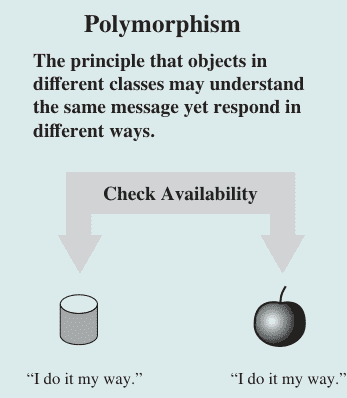 Polymorphism
The principle that objects in
different classes may understand
the same message yet respond in
different ways.
Check Availability
“I do it my way.” “I do it my way.”